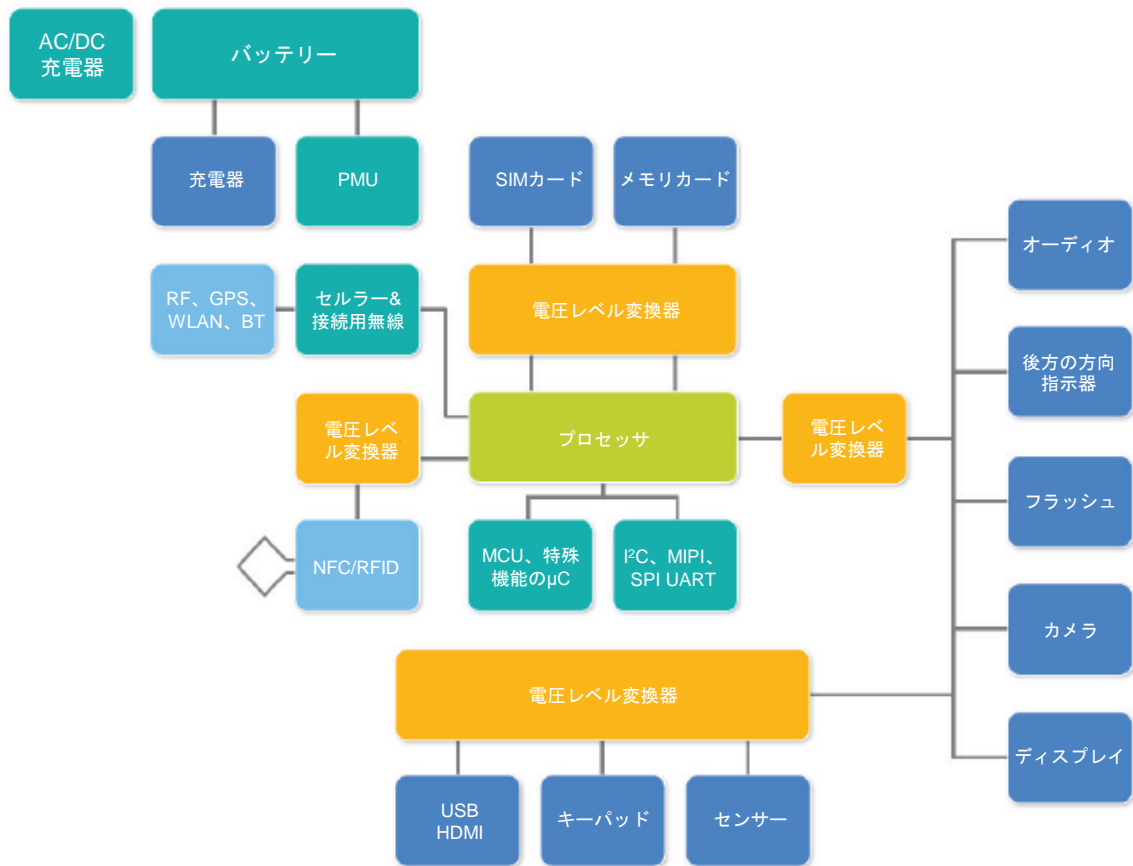 AC/DC
充電器
バッテリー
充電器
PMU
SIMカード
メモリカード
オーディオ
RF、GPS、
WLAN、BT
セルラー&
接続用無線
電圧レベル変換器
後方の方向
指示器
電圧レベ
ル変換器
プロセッサ
電圧レベ
ル変換器
フラッシュ
NFC/RFID
MCU、特殊
機能のμC
I²C、MIPI、
SPI UART
カメラ
電圧レベル変換器
ディスプレイ
USB
HDMI
キーパッド
センサー